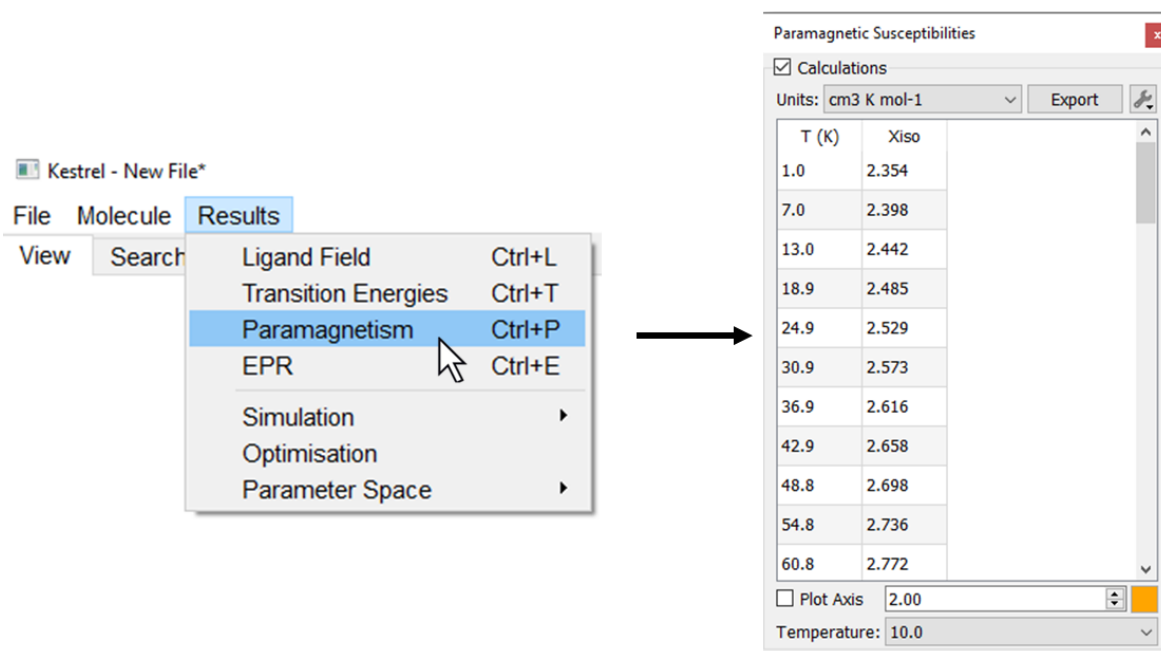 Kestrel - New File*
File Molecule Results
View Search
Ligand Field Ctrl+L
Transition Energies Ctrl+T
Paramagnetism Ctrl+P
EPR Ctrl+E
Simulation
Optimisation
Parameter Space
Paramagnetic Susceptibilities x
Calculations
Units: cm3 K mol-1 Export
T (K) Xiso
1.0 2.354
7.0 2.398
13.0 2.442
18.9 2.485
24.9 2.529
30.9 2.573
36.9 2.616
42.9 2.658
48.8 2.698
54.8 2.736
60.8 2.772
Plot Axis 2.00
Temperature: 10.0